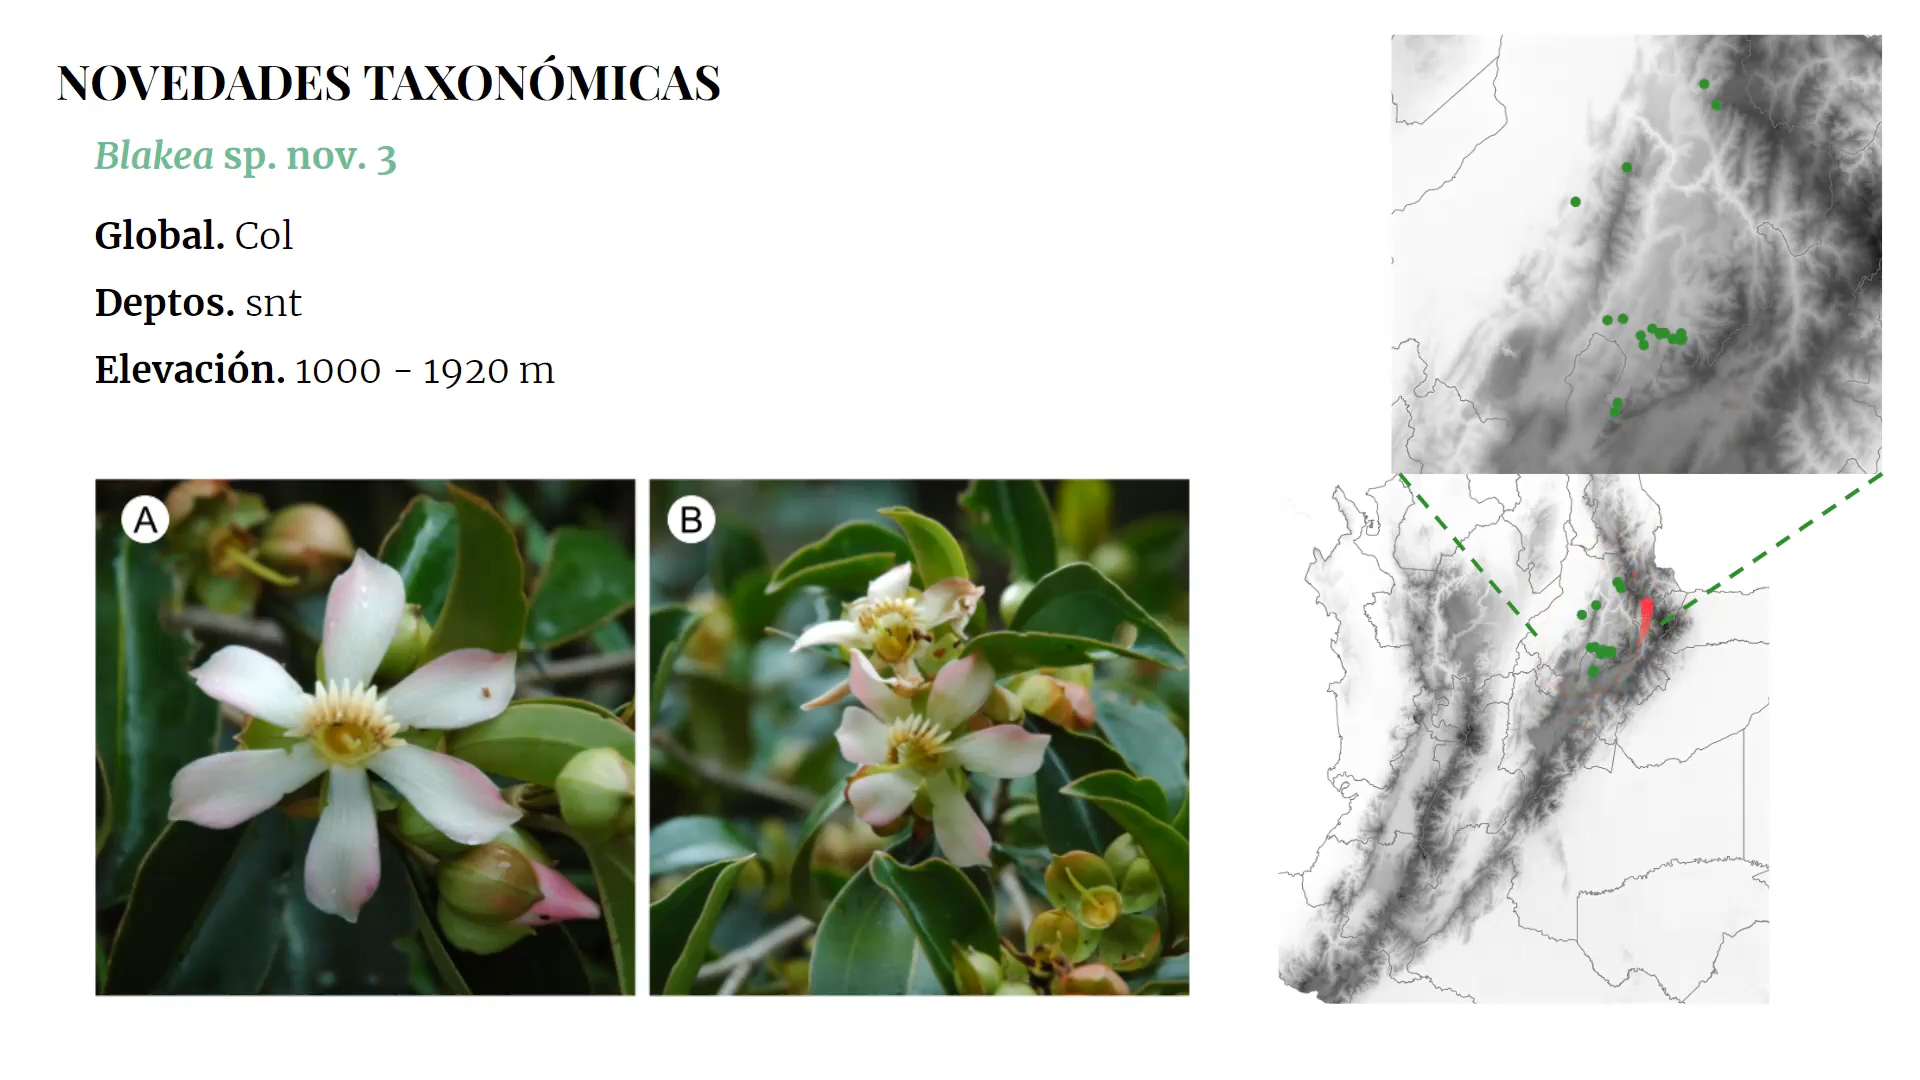 NOVEDADES TAXONÓMICAS
Blakea sp. nov. 3
Global. Col
Deptos. snt
Elevación. 1000 - 1920 m
A
B